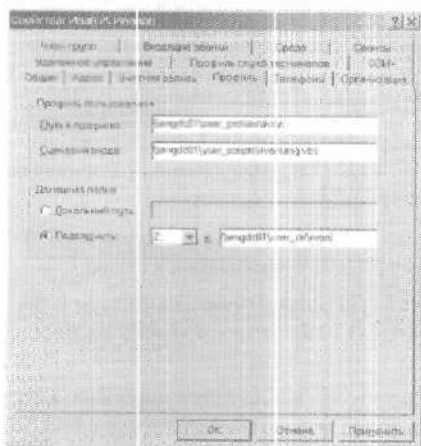 Свойства: Иван И. Иванов
Член групп Входящие звонки Среда Сеансы
Удаленное управление Профиль служб терминалов COM+
Общие Адрес Учетная запись Профиль Телефоны Организация
Профиль пользователя
Путь к профилю:
Сценарий входа:
Домашняя папка
Локальный путь:
Подключить: Z: к:
OK Отмена Применить